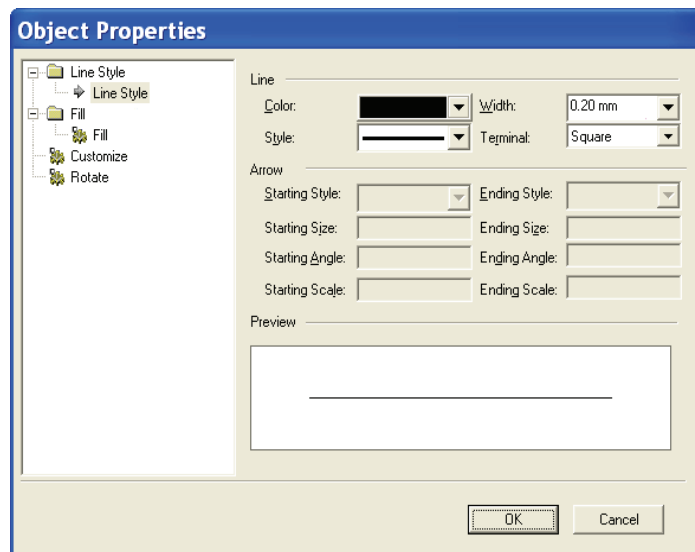 Object Properties
Line Style
Line Style
Fill
Fill
Customize
Rotate
Line
Color:
Width:
0.20 mm
Style:
Terminal:
Square
Arrow
Starting Style:
Ending Style:
Starting Size:
Ending Size:
Starting Angle:
Ending Angle:
Starting Scale:
Ending Scale:
Preview
OK
Cancel